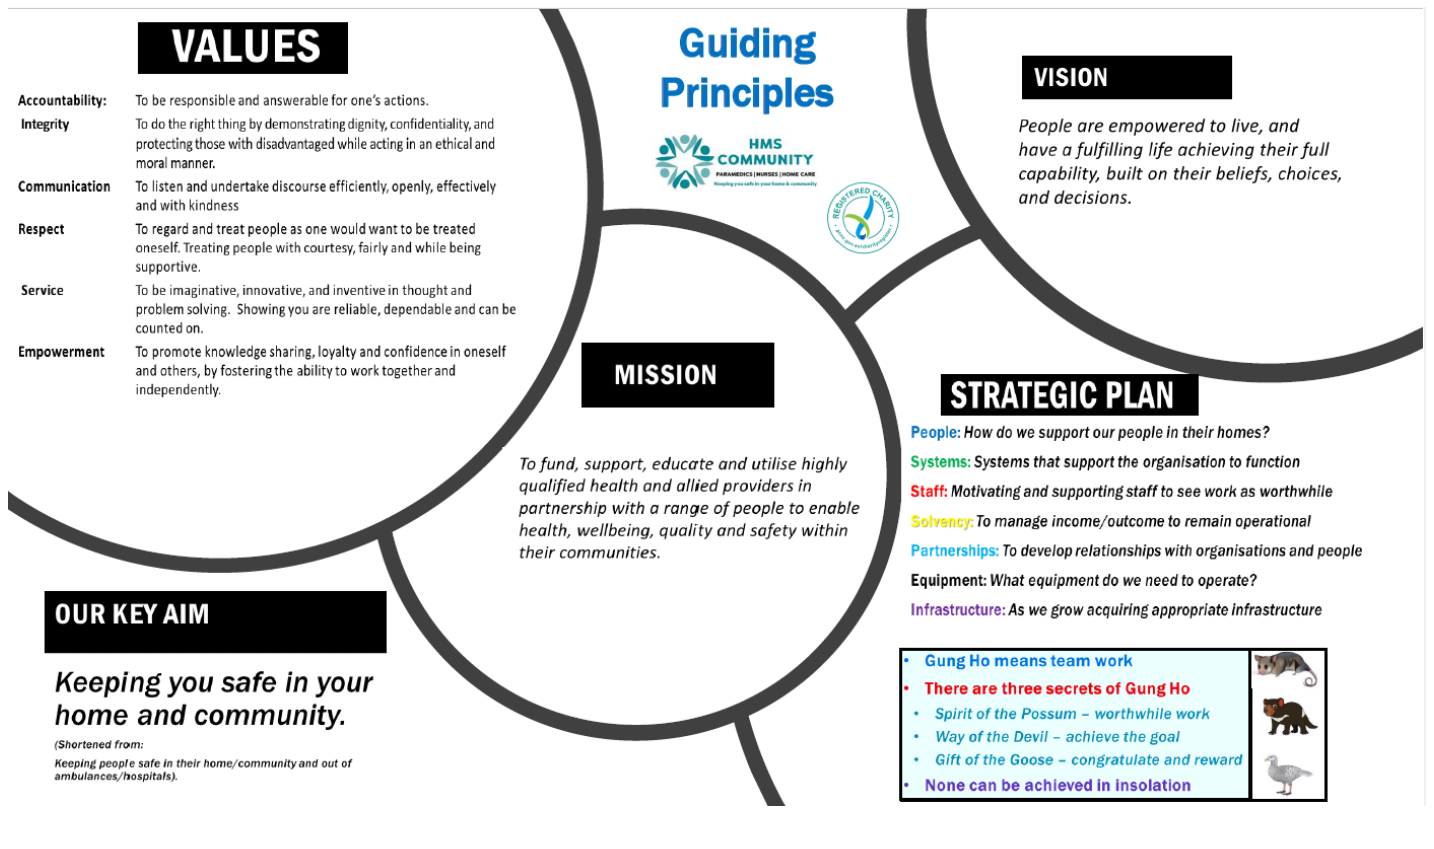 VALUES
Accountability: To be responsible and answerable for one's actions.
Integrity To do the right thing by demonstrating dignity, confidentiality, and
protecting those with disadvantaged while acting in an ethical and
moral manner.
Communication To listen and undertake discourse efficiently, openly, effectively
and with kindness
Respect To regard and treat people as one would want to be treated
oneself. Treating people with courtesy, fairly and while being
supportive.
Service To be imaginative, innovative, and inventive in thought and
problem solving. Showing you are reliable, dependable and can be
counted on.
Empowerment To promote knowledge sharing, loyalty and confidence in oneself
and others, by fostering the ability to work together and
independently.
Guiding
Principles
HMS
COMMUNITY
PARAMEDICS | NURSES | HOME CARE
Keeping you safe in your home & community
REGISTERED CHARITY
acnc.gov.au/charityregister
VISION
People are empowered to live, and
have a fulfilling life achieving their full
capability, built on their beliefs, choices,
and decisions.
MISSION
To fund, support, educate and utilise highly
qualified health and allied providers in
partnership with a range of people to enable
health, wellbeing, quality and safety within
their communities.
STRATEGIC PLAN
People: How do we support our people in their homes?
Systems: Systems that support the organisation to function
Staff: Motivating and supporting staff to see work as worthwhile
Solvency: To manage income/outcome to remain operational
Partnerships: To develop relationships with organisations and people
Equipment: What equipment do we need to operate?
Infrastructure: As we grow acquiring appropriate infrastructure
OUR KEY AIM
Keeping you safe in your
home and community.
(Shortened from:
Keeping people safe in their home/community and out of
ambulances/hospitals).
• Gung Ho means team work
• There are three secrets of Gung Ho
• Spirit of the Possum – worthwhile work
• Way of the Devil – achieve the goal
• Gift of the Goose – congratulate and reward
• None can be achieved in insolation